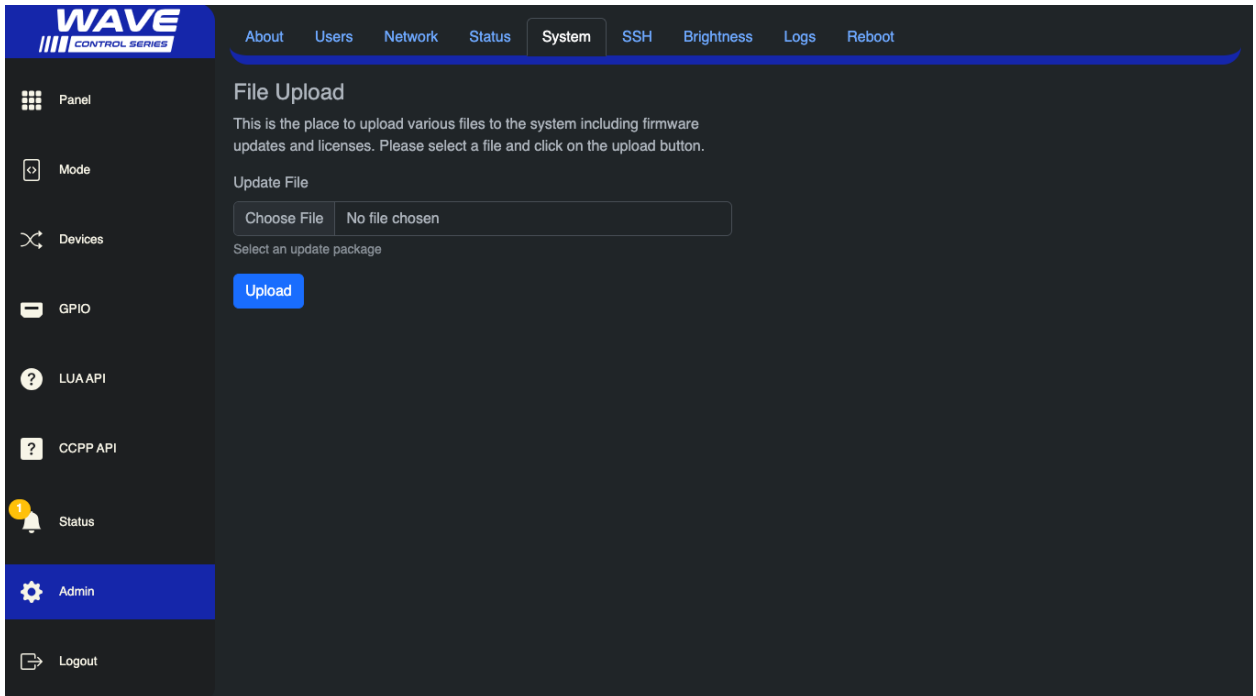 WAVE
CONTROL SERIES
About Users Network Status System SSH Brightness Logs Reboot
Panel
Mode
Devices
GPIO
LUA API
CCPP API
1
Status
Admin
Logout
File Upload
This is the place to upload various files to the system including firmware
updates and licenses. Please select a file and click on the upload button.
Update File
Choose File No file chosen
Select an update package
Upload